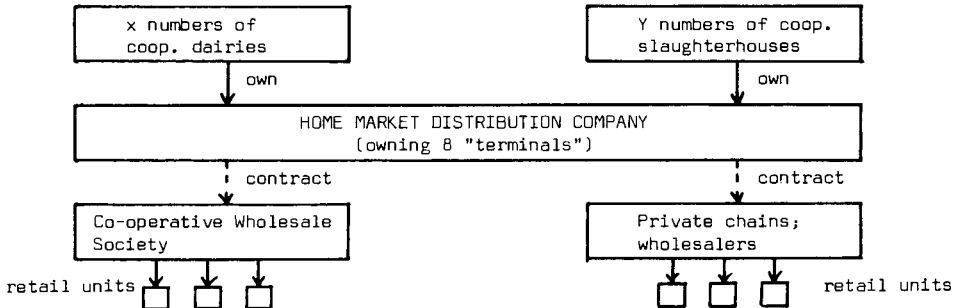 x numbers of
coop. dairies
Y numbers of coop.
slaughterhouses
own
own
HOME MARKET DISTRIBUTION COMPANY
(owning 8 "terminals")
contract
contract
Co-operative Wholesale
Society
Private chains;
wholesalers
retail units
retail units